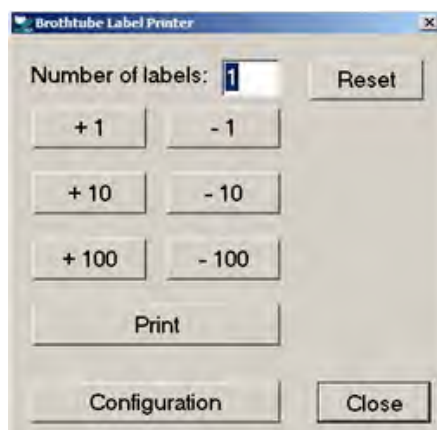 Brothtube Label Printer
Number of labels: 1 Reset
+ 1 - 1
+ 10 - 10
+ 100 - 100
Print
Configuration Close